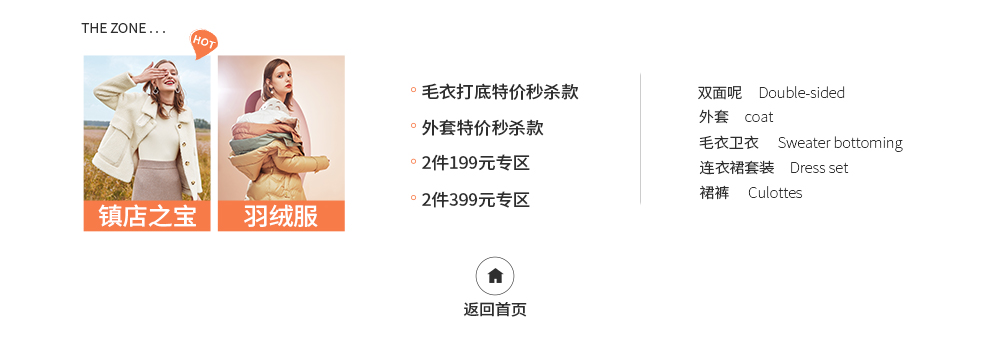 THE ZONE . . .
HOT
镇店之宝
羽绒服
毛衣打底特价秒杀款
外套特价秒杀款
2件199元专区
2件399元专区
双面呢 Double-sided
外套 coat
毛衣卫衣 Sweater bottoming
连衣裙套装 Dress set
裙裤 Culottes
返回首页